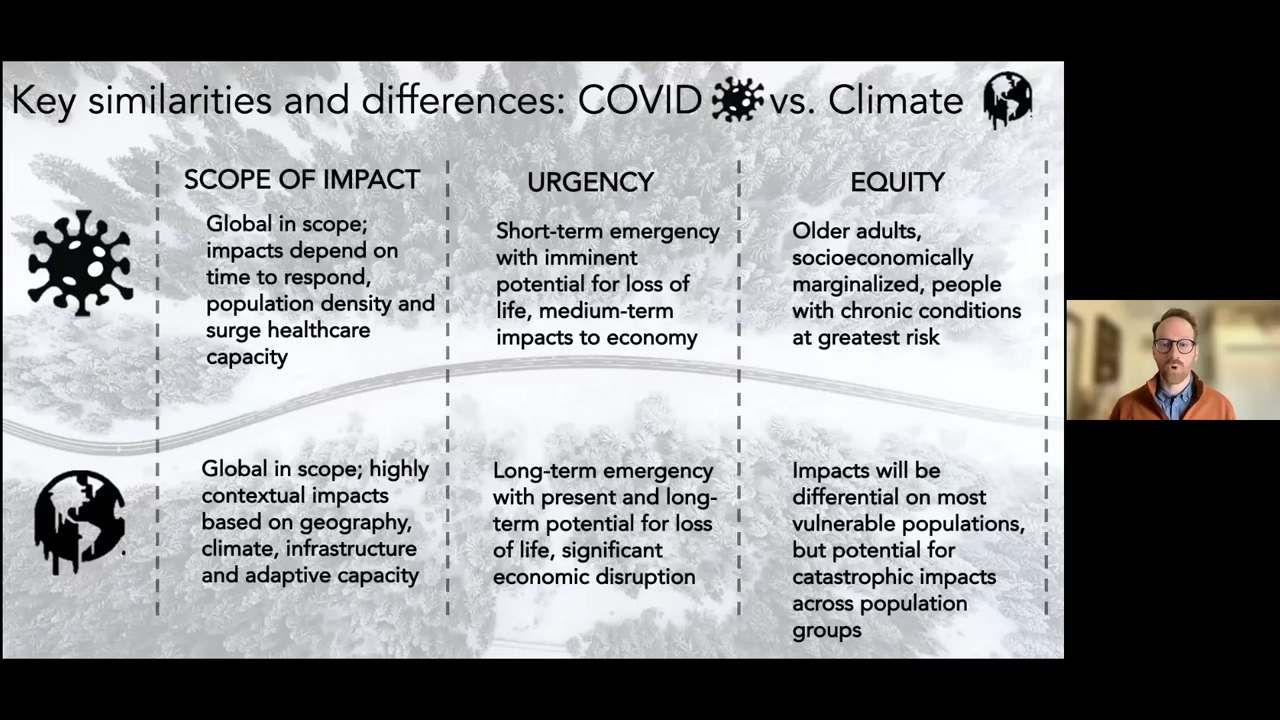 Key similarities and differences: COVID vs. Climate
SCOPE OF IMPACT
URGENCY
EQUITY
Global in scope;
impacts depend on
time to respond,
population density and
surge healthcare
capacity
Short-term emergency
with imminent
potential for loss of
life, medium-term
impacts to economy
Older adults,
socioeconomically
marginalized, people
with chronic conditions
at greatest risk
Global in scope; highly
contextual impacts
based on geography,
climate, infrastructure
and adaptive capacity
Long-term emergency
with present and long-
term potential for loss
of life, significant
economic disruption
Impacts will be
differential on most
vulnerable populations,
but potential for
catastrophic impacts
across population
groups